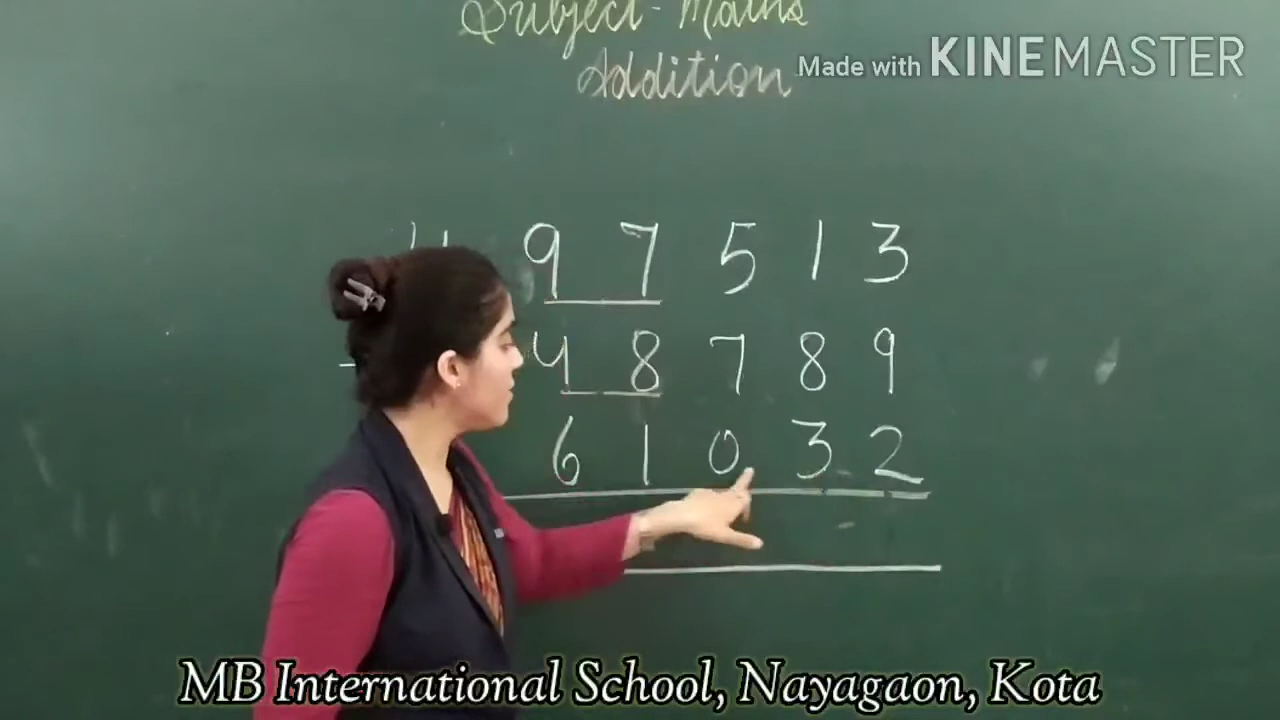 Subject - Maths
Addition
Made with KINEMASTER
9 7 5 1 3
4 8 7 8 9
6 1 0 3 2
MB International School, Nayagaon, Kota